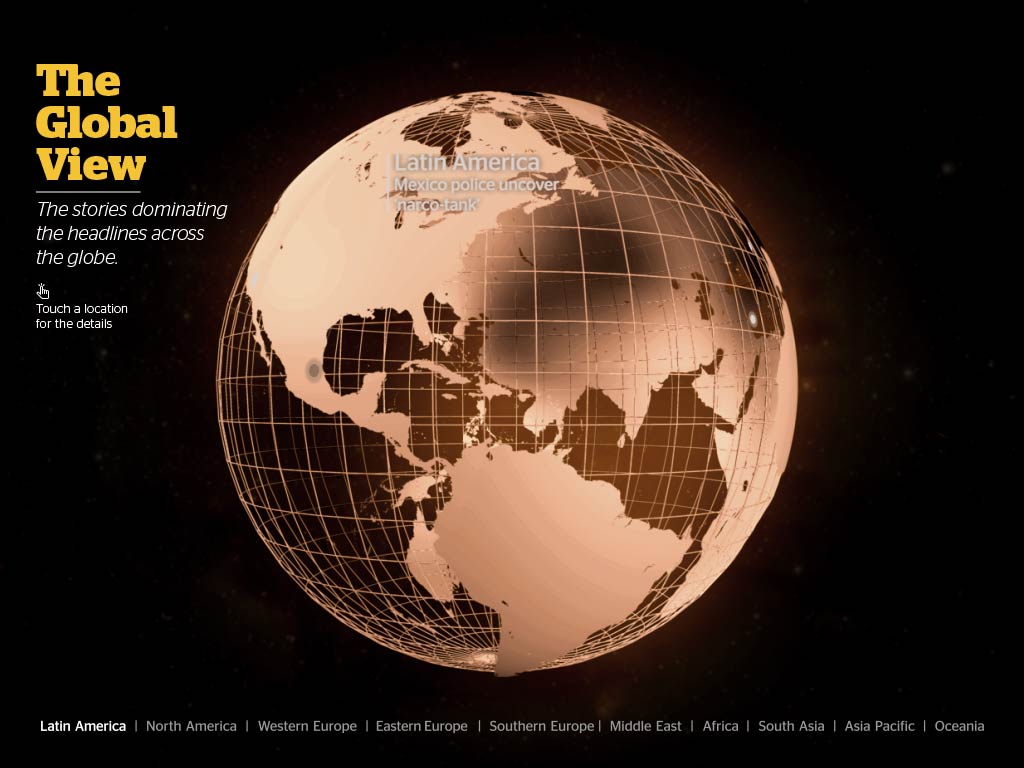 The
Global
View
The stories dominating
the headlines across
the globe.
Touch a location
for the details
Latin America
Mexico police uncover
'narco-tank'
Latin America | North America | Western Europe | Eastern Europe | Southern Europe | Middle East | Africa | South Asia | Asia Pacific | Oceania